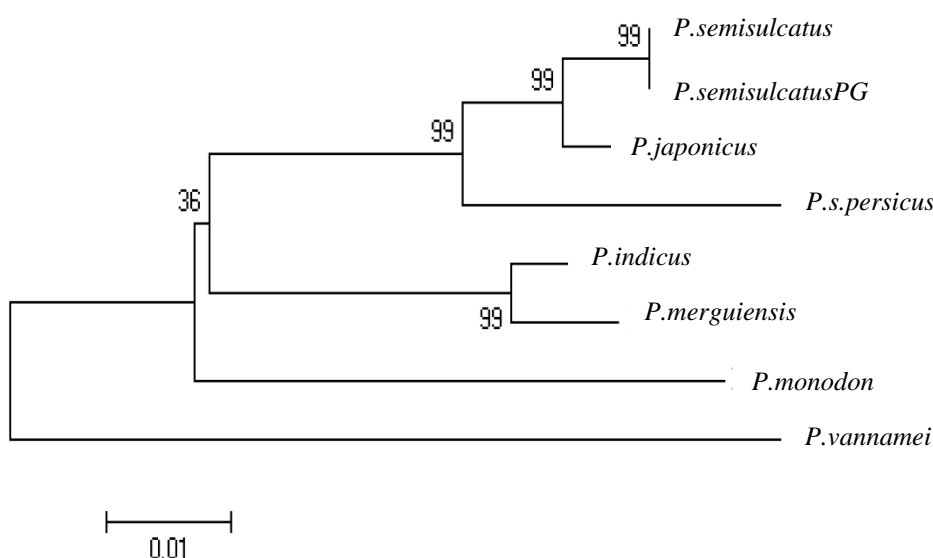 99
P.semisulcatus
99
P.semisulcatusPG
99
P.japonicus
36
P.s.persicus
P.indicus
P.merguiensis
99
P.monodon
P.vannamei
0.01